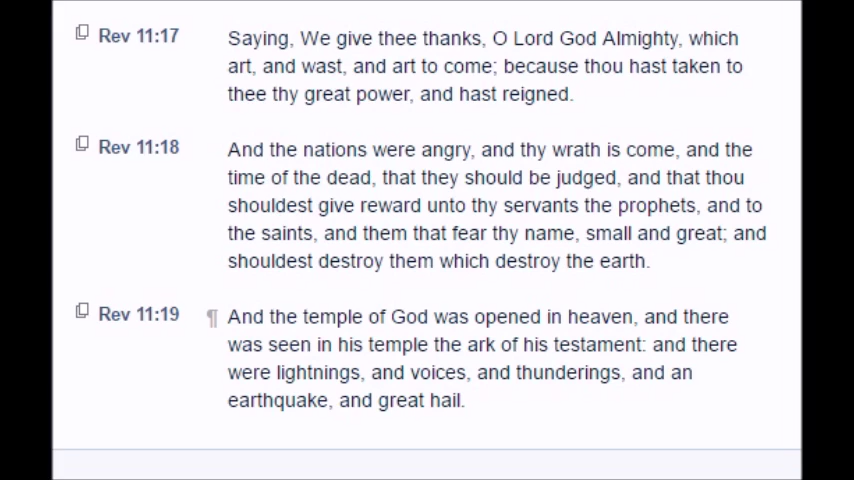 Rev 11:17 Saying, We give thee thanks, O Lord God Almighty, which
art, and wast, and art to come; because thou hast taken to
thee thy great power, and hast reigned.
Rev 11:18 And the nations were angry, and thy wrath is come, and the
time of the dead, that they should be judged, and that thou
shouldest give reward unto thy servants the prophets, and to
the saints, and them that fear thy name, small and great; and
shouldest destroy them which destroy the earth.
Rev 11:19 ¶ And the temple of God was opened in heaven, and there
was seen in his temple the ark of his testament: and there
were lightnings, and voices, and thunderings, and an
earthquake, and great hail.